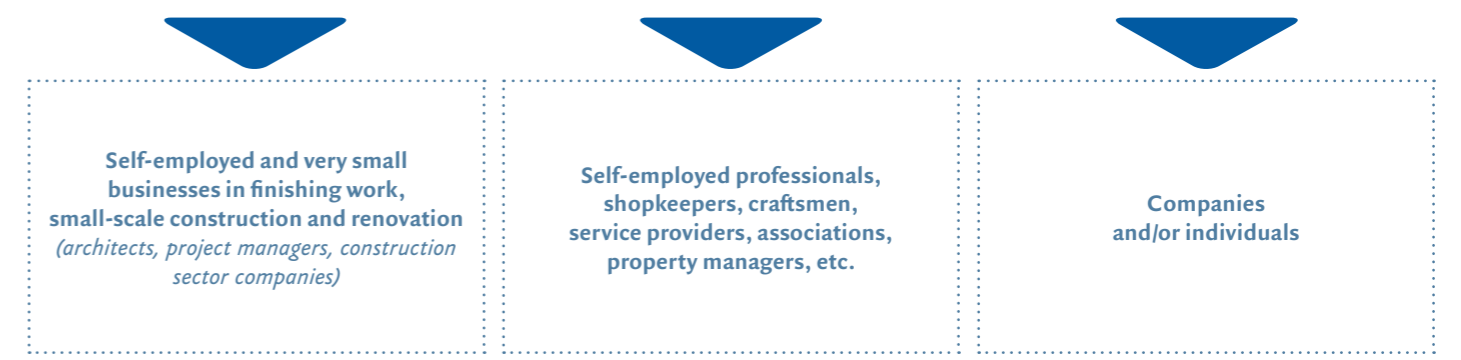 Self-employed and very small
businesses in finishing work,
small-scale construction and renovation
(architects, project managers, construction
sector companies)
Self-employed professionals,
shopkeepers, craftsmen,
service providers, associations,
property managers, etc.
Companies
and/or individuals